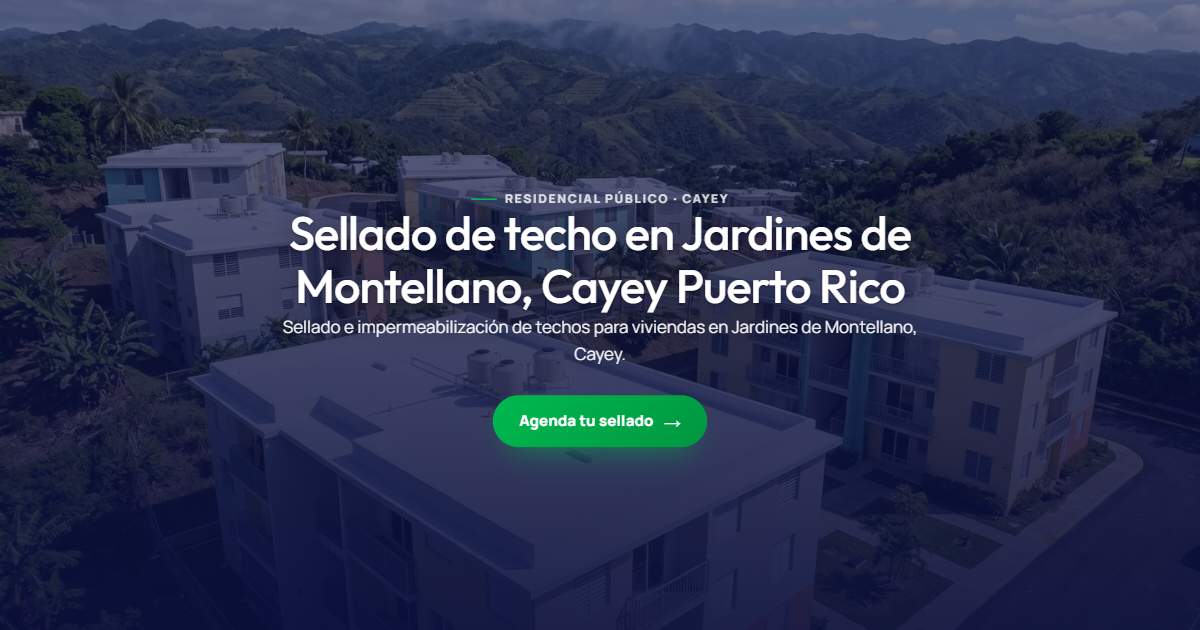 RESIDENCIAL PÚBLICO · CAYEY
Sellado de techo en Jardines de
Montellano, Cayey Puerto Rico
Sellado e impermeabilización de techos para viviendas en Jardines de Montellano,
Cayey.
Agenda tu sellado →